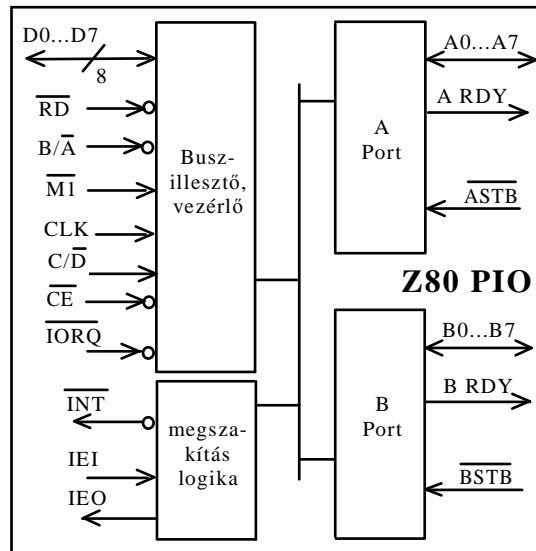 D0...D7
8
RD
B/A
M1
CLK
C/D
CE
IORQ
Busz-
illesztő,
vezérlő
INT
IEI
IEO
megsza-
kítás
logika
A
Port
A0...A7
A RDY
ASTB
Z80 PIO
B
Port
B0...B7
B RDY
BSTB